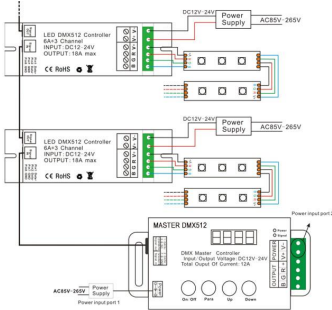 DC12V-24V
Power Supply
AC85V-265V
LED DMX512 Controller
6A×3 Channel
INPUT:DC12-24V
OUTPUT:18A max
CE RoHS
V- V+
R G B
DC12V-24V
Power Supply
AC85V-265V
LED DMX512 Controller
6A×3 Channel
INPUT:DC12-24V
OUTPUT:18A max
CE RoHS
Power input port 2
MASTER DMX512
Power
Signal
DMX Master Controller
Input/Output Voltage: DC12V-24V
Total Ouput Of Current: 12A
On/Off
Park
Up
Down
POWER
OUTPUT
V+ V-
B G R +
AC85V-265V
Power Supply
Power input port 1